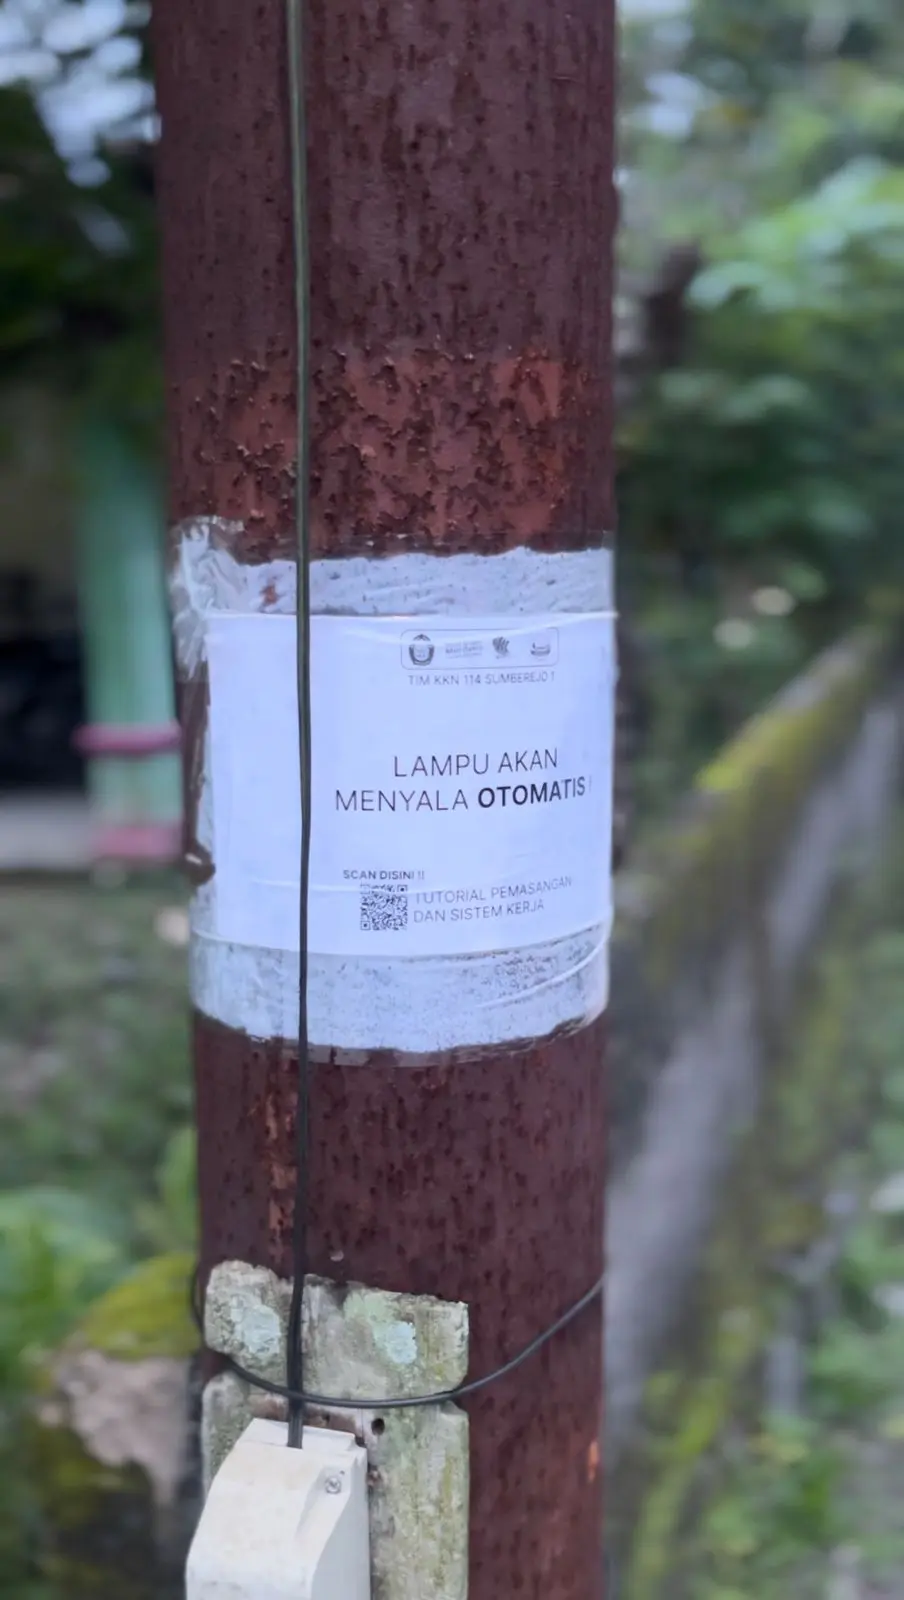 TIM KKN 114 SUMBEREJO 1
LAMPU AKAN
MENYALA OTOMATIS !
SCAN DISINI !!
TUTORIAL PEMASANGAN
DAN SISTEM KERJA